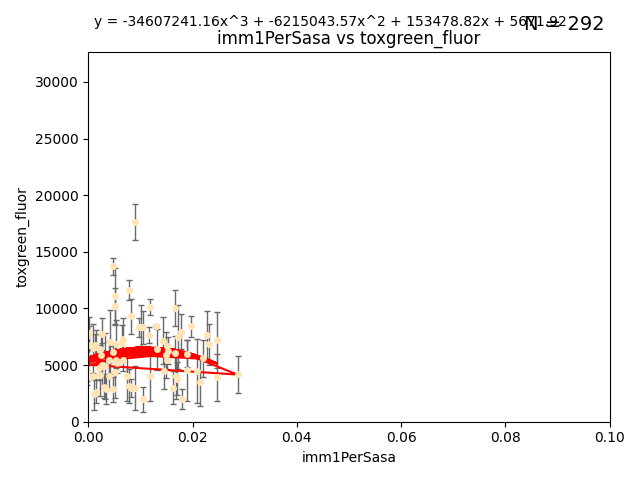 y = -34607241.16x^3 + -6215043.57x^2 + 153478.82x + 5671.92
N = 292
imm1PerSasa vs toxgreen_fluor
30000
25000
20000
15000
10000
5000
0
toxgreen_fluor
0.00 0.02 0.04 0.06 0.08 0.10
imm1PerSasa